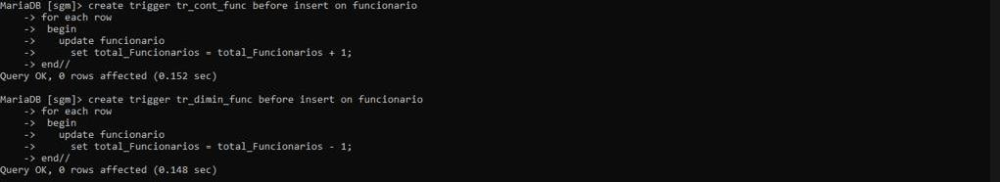 MariaDB [sgm]> create trigger tr_cont_func before insert on funcionario
    -> for each row
    ->  begin
    ->    update funcionario
    ->      set total_Funcionarios = total_Funcionarios + 1;
    -> end//
Query OK, 0 rows affected (0.152 sec)

MariaDB [sgm]> create trigger tr_dimin_func before insert on funcionario
    -> for each row
    ->  begin
    ->    update funcionario
    ->      set total_Funcionarios = total_Funcionarios - 1;
    -> end//
Query OK, 0 rows affected (0.148 sec)